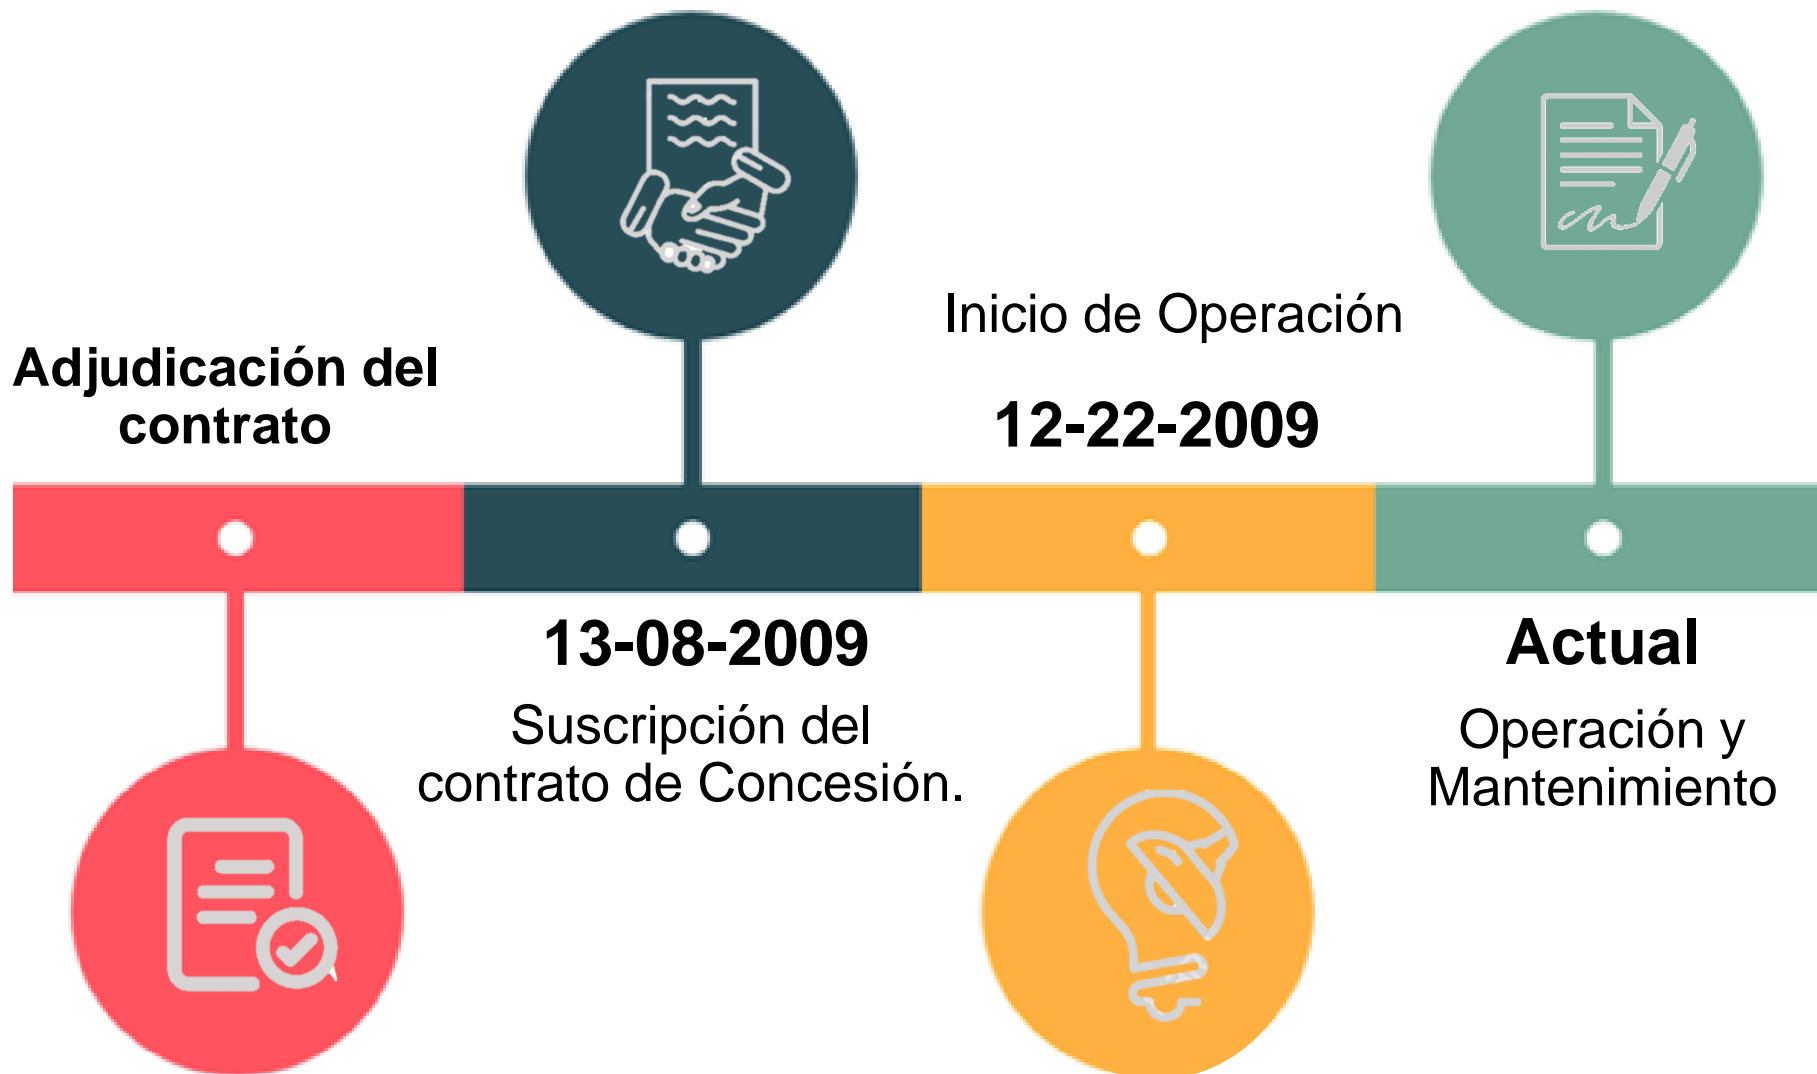 Adjudicación del
contrato
13-08-2009
Suscripción del
contrato de Concesión.
Inicio de Operación
12-22-2009
Actual
Operación y
Mantenimiento